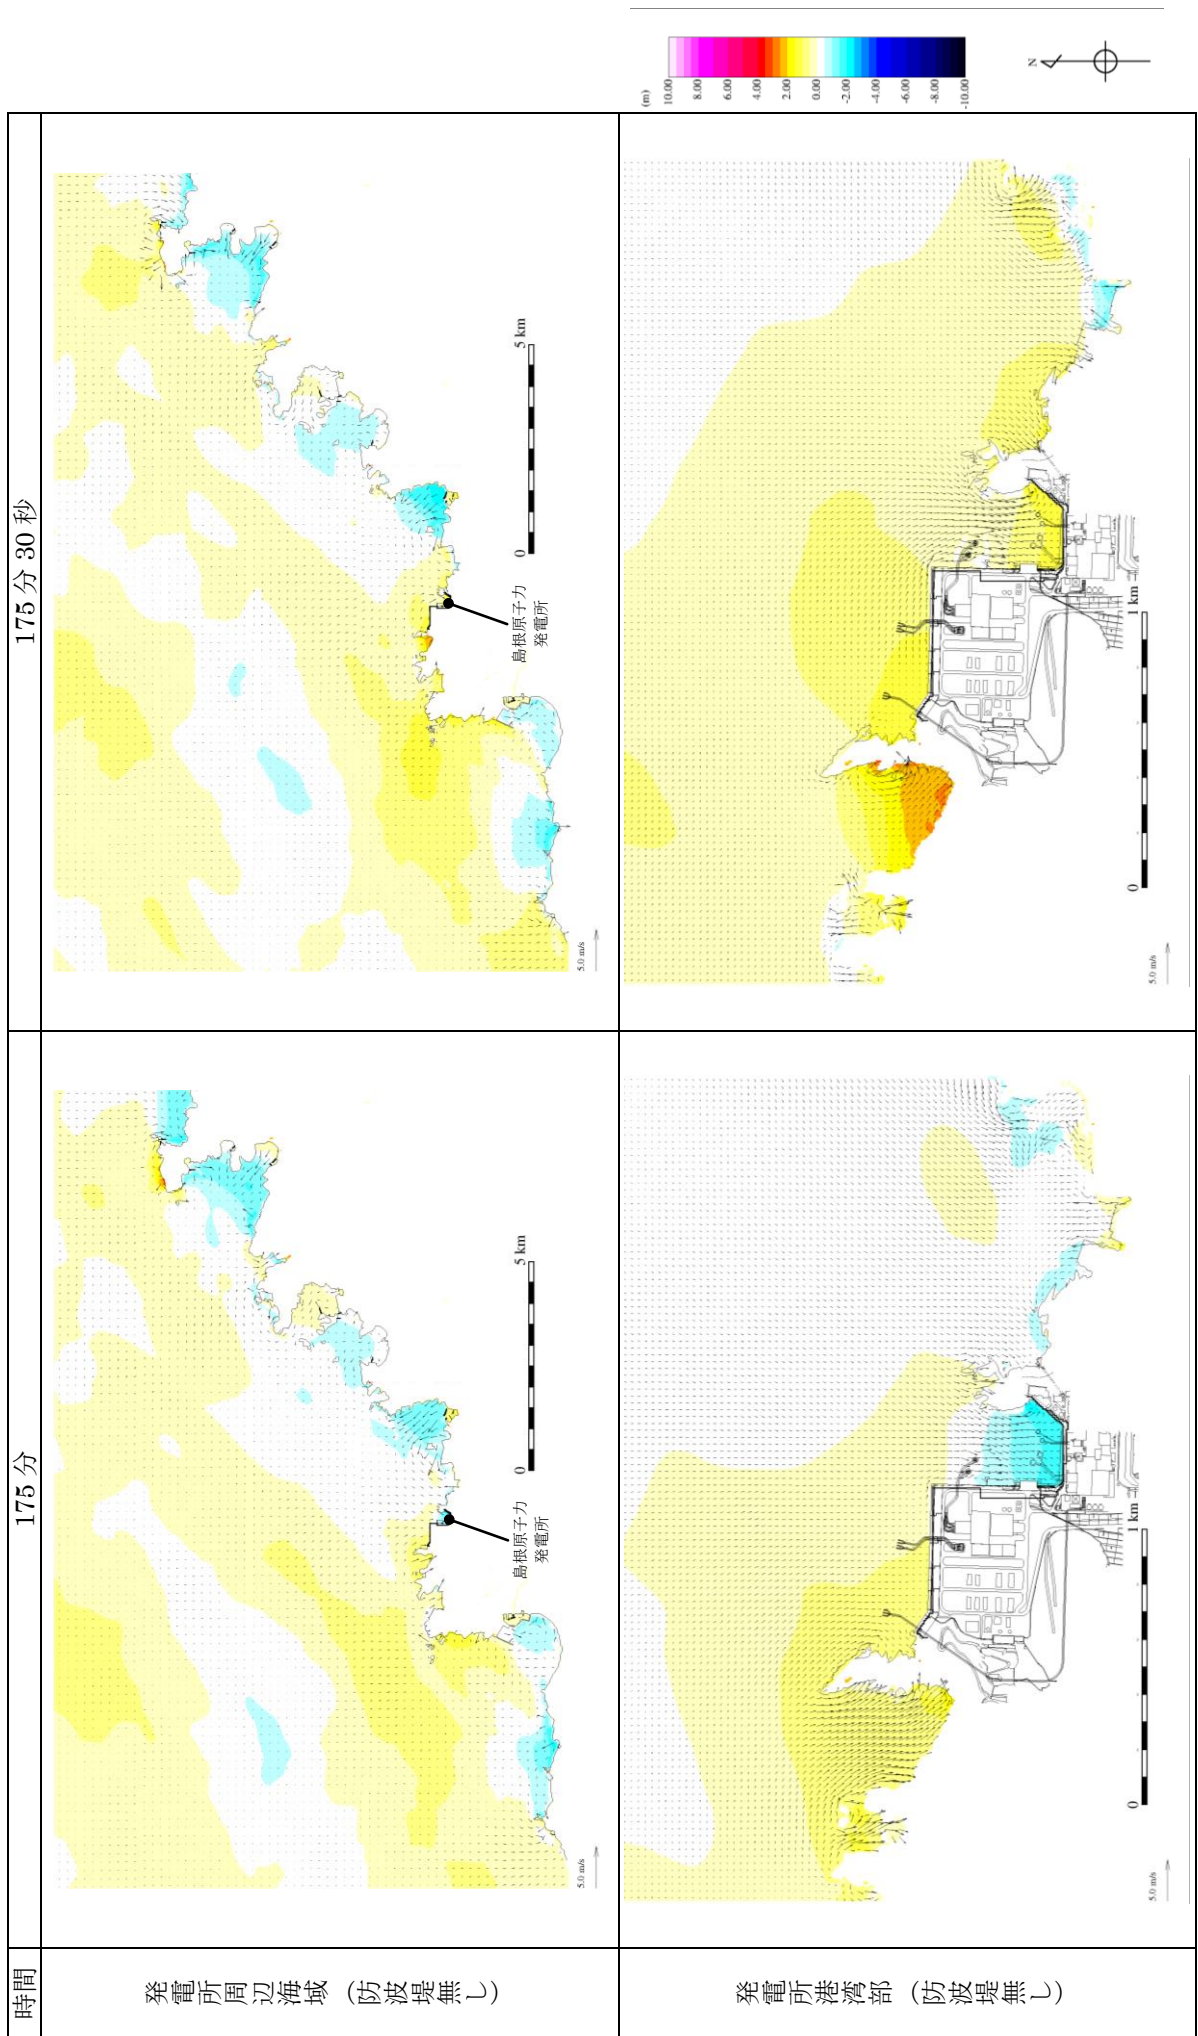 時間
175分
175分 30秒
発電所周辺海域（防波堤無し）
島根原子力
発電所
0
5 km
5.0 m/s
島根原子力
発電所
0
5 km
5.0 m/s
発電所港湾部（防波堤無し）
0
1 km
5.0 m/s
0
1 km
5.0 m/s
(m)
10.00
8.00
6.00
4.00
2.00
0.00
-2.00
-4.00
-6.00
-8.00
-10.00
N